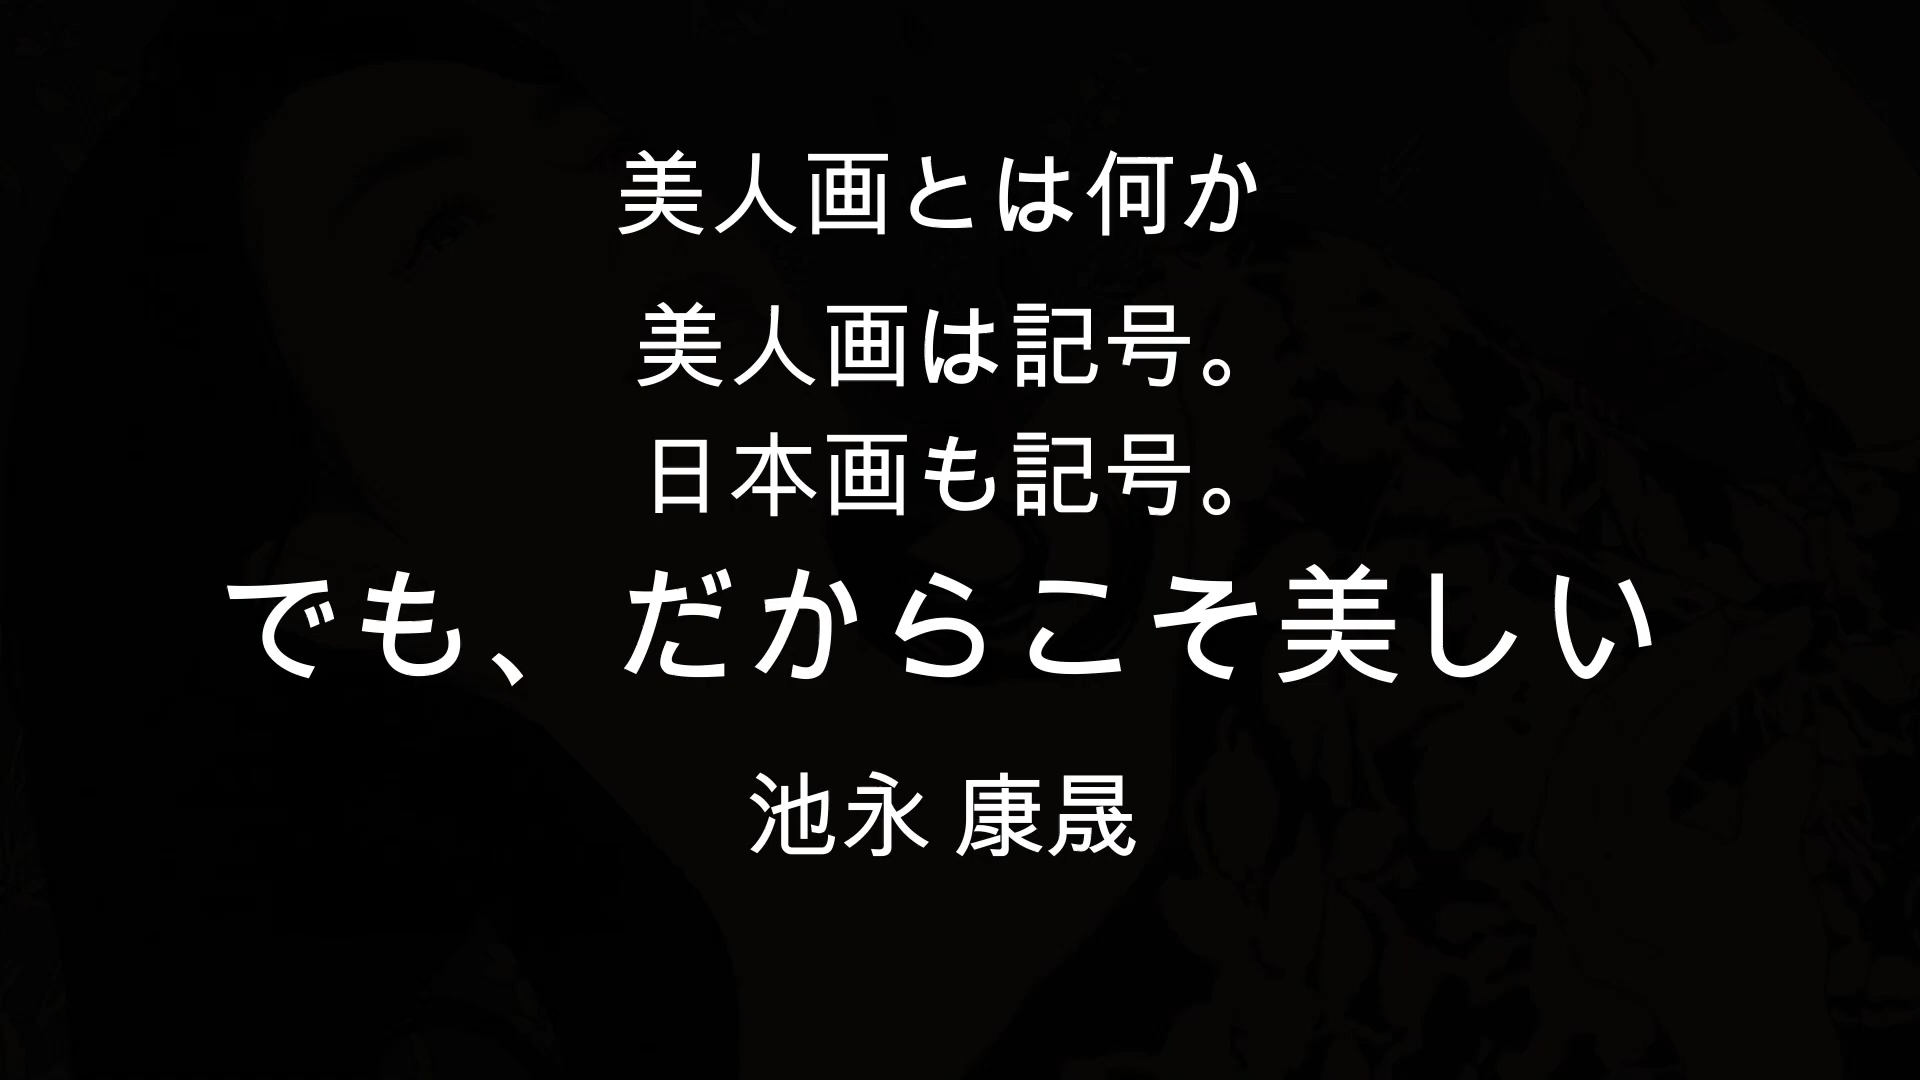 美人画とは何か
美人画は記号。
日本画も記号。
でも、だからこそ美しい
池永 康晟